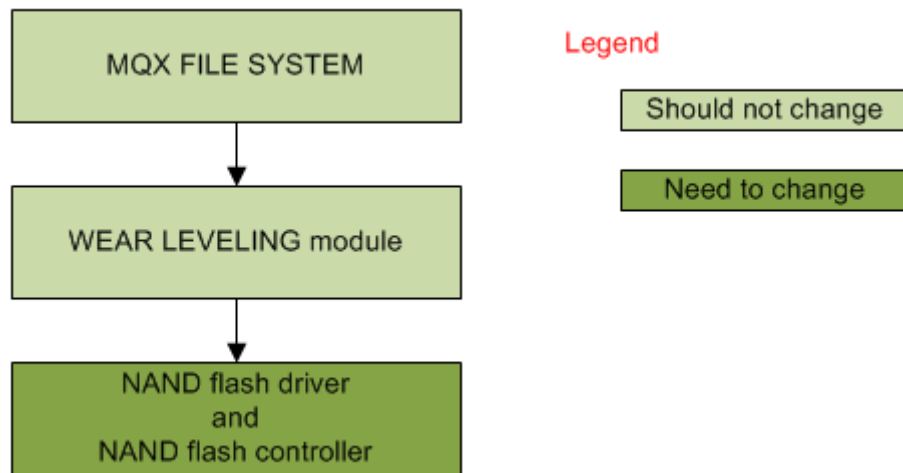 MQX FILE SYSTEM
WEAR LEVELING module
NAND flash driver
and
NAND flash controller
Legend
Should not change
Need to change